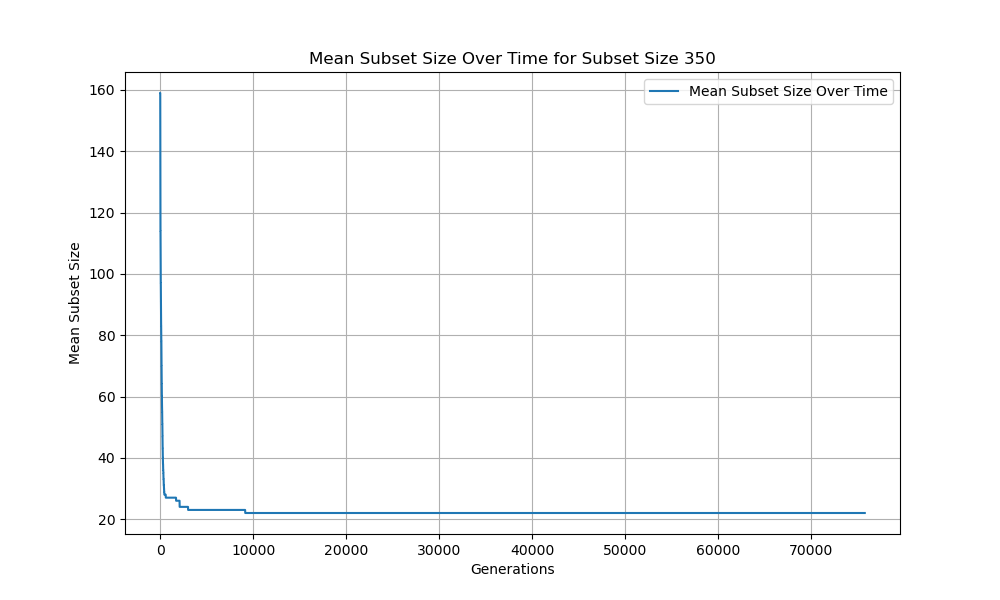 Mean Subset Size Over Time for Subset Size 350
Mean Subset Size Over Time
160
140
120
100
80
60
40
20
Mean Subset Size
0 10000 20000 30000 40000 50000 60000 70000
Generations